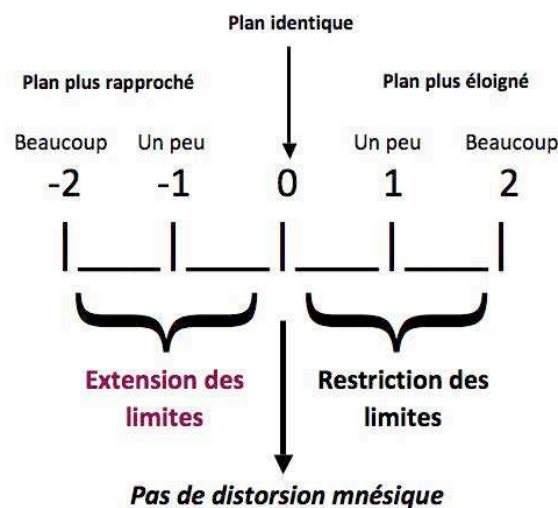 Plan identique
Plan plus rapproché Plan plus éloigné
Beaucoup Un peu Un peu Beaucoup
-2 -1 0 1 2
Extension des Restriction des
limites limites
Pas de distorsion mnésique